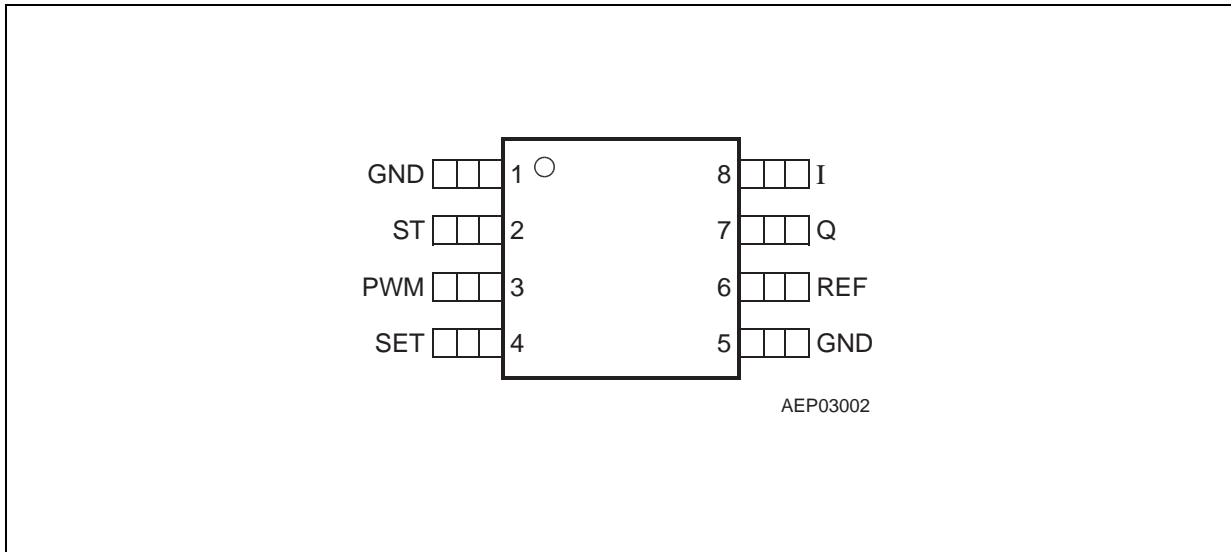 GND 1 8 I
ST 2 7 Q
PWM 3 6 REF
SET 4 5 GND
AEP03002